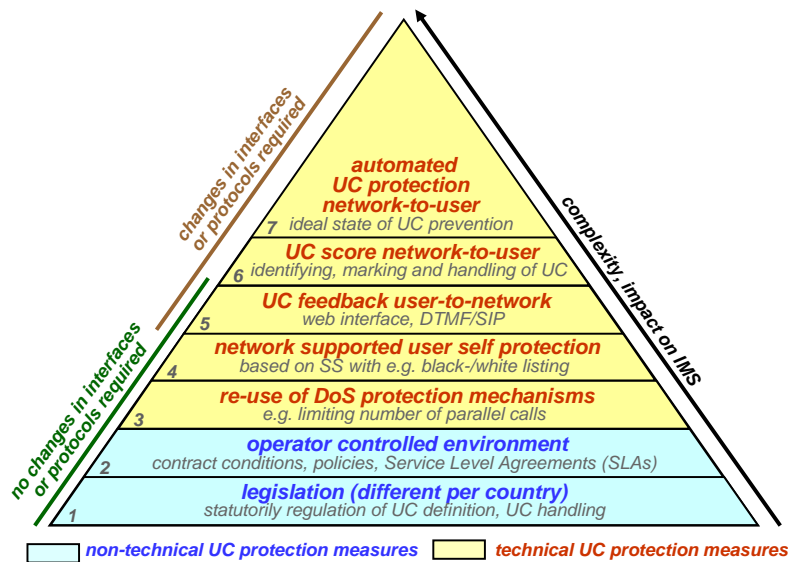 changes in interfaces
or protocols required
no changes in interfaces
or protocols required
complexity, impact on IMS
automated
UC protection
network-to-user
7 ideal state of UC prevention
UC score network-to-user
6 identifying, marking and handling of UC
UC feedback user-to-network
5 web interface, DTMF/SIP
network supported user self protection
4 based on SS with e.g. black-/white listing
re-use of DoS protection mechanisms
3 e.g. limiting number of parallel calls
operator controlled environment
2 contract conditions, policies, Service Level Agreements (SLAs)
legislation (different per country)
1 statutorily regulation of UC definition, UC handling
non-technical UC protection measures
technical UC protection measures